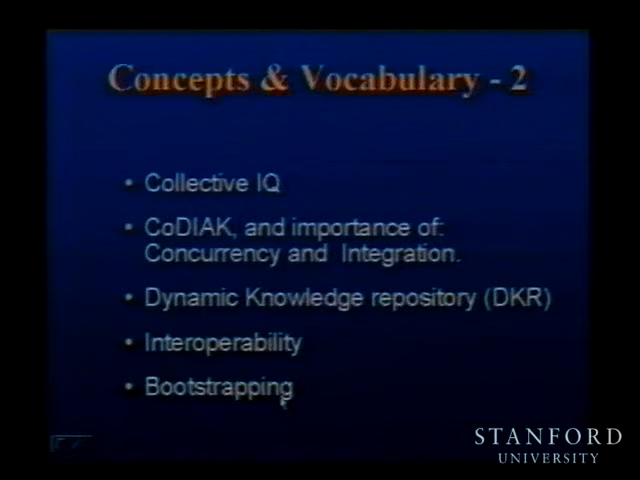 Concepts & Vocabulary - 2
• Collective IQ
• CoDIAK, and importance of:
Concurrency and Integration.
• Dynamic Knowledge repository (DKR)
• Interoperability
• Bootstrapping
STANFORD
UNIVERSITY